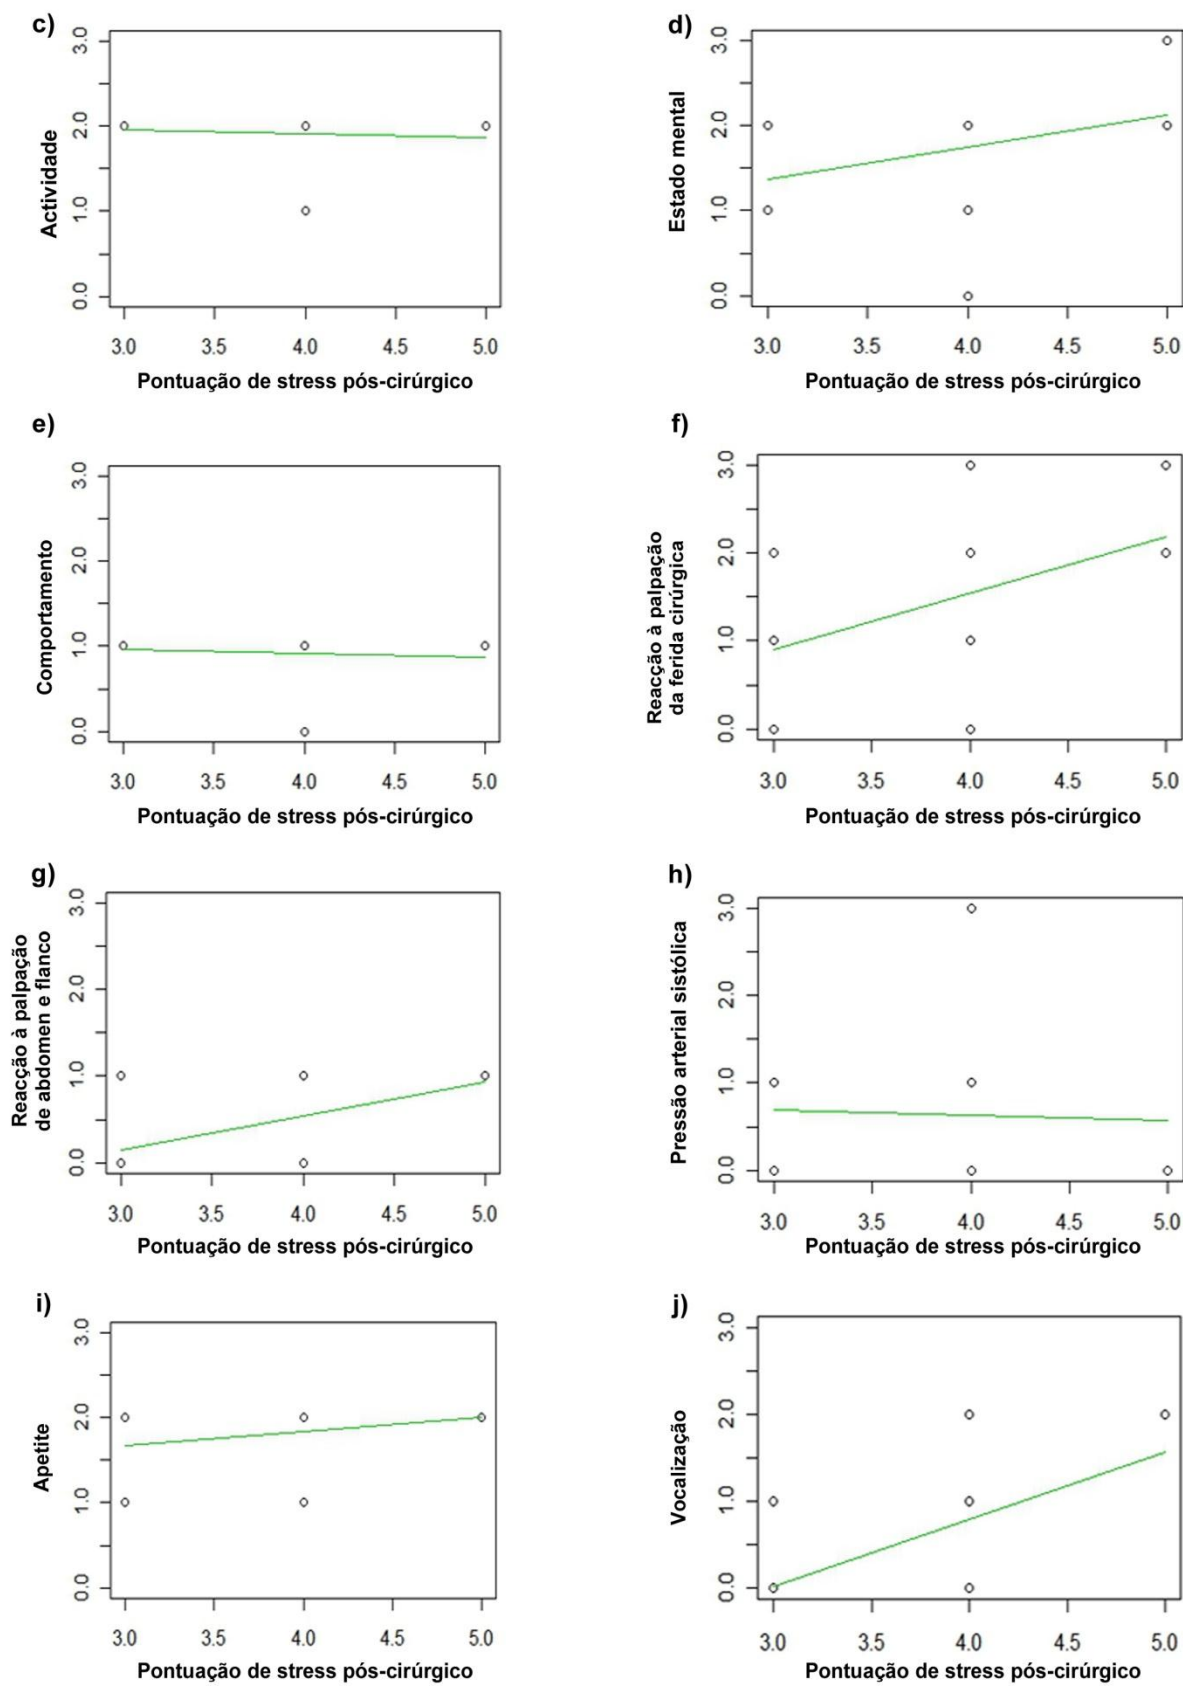 c)
3.0
2.0
1.0
0.0
Actividade
3.0 3.5 4.0 4.5 5.0
Pontuação de stress pós-cirúrgico
d)
3.0
2.0
1.0
0.0
Estado mental
3.0 3.5 4.0 4.5 5.0
Pontuação de stress pós-cirúrgico
e)
3.0
2.0
1.0
0.0
Comportamento
3.0 3.5 4.0 4.5 5.0
Pontuação de stress pós-cirúrgico
f)
3.0
2.0
1.0
0.0
Reacção à palpação
da ferida cirúrgica
3.0 3.5 4.0 4.5 5.0
Pontuação de stress pós-cirúrgico
g)
3.0
2.0
1.0
0.0
Reacção à palpação
de abdomen e flanco
3.0 3.5 4.0 4.5 5.0
Pontuação de stress pós-cirúrgico
h)
3.0
2.0
1.0
0.0
Pressão arterial sistólica
3.0 3.5 4.0 4.5 5.0
Pontuação de stress pós-cirúrgico
i)
3.0
2.0
1.0
0.0
Apetite
3.0 3.5 4.0 4.5 5.0
Pontuação de stress pós-cirúrgico
j)
3.0
2.0
1.0
0.0
Vocalização
3.0 3.5 4.0 4.5 5.0
Pontuação de stress pós-cirúrgico